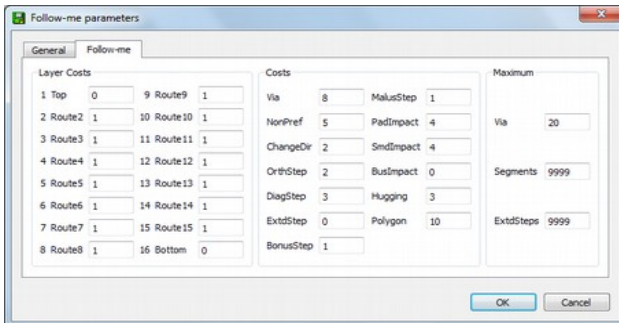 Follow-me parameters
General Follow-me
Layer Costs
1 Top 0 9 Route9 1
2 Route2 1 10 Route10 1
3 Route3 1 11 Route11 1
4 Route4 1 12 Route12 1
5 Route5 1 13 Route13 1
6 Route6 1 14 Route14 1
7 Route7 1 15 Route15 1
8 Route8 1 16 Bottom 0
Costs
Via 8 MalusStep 1
NonPref 5 PadImpact 4
ChangeDir 2 SmdImpact 4
OrthStep 2 BusImpact 0
DiagStep 3 Hugging 3
ExtdStep 0 Polygon 10
BonusStep 1
Maximum
Via 20
Segments 9999
ExtdSteps 9999
OK Cancel